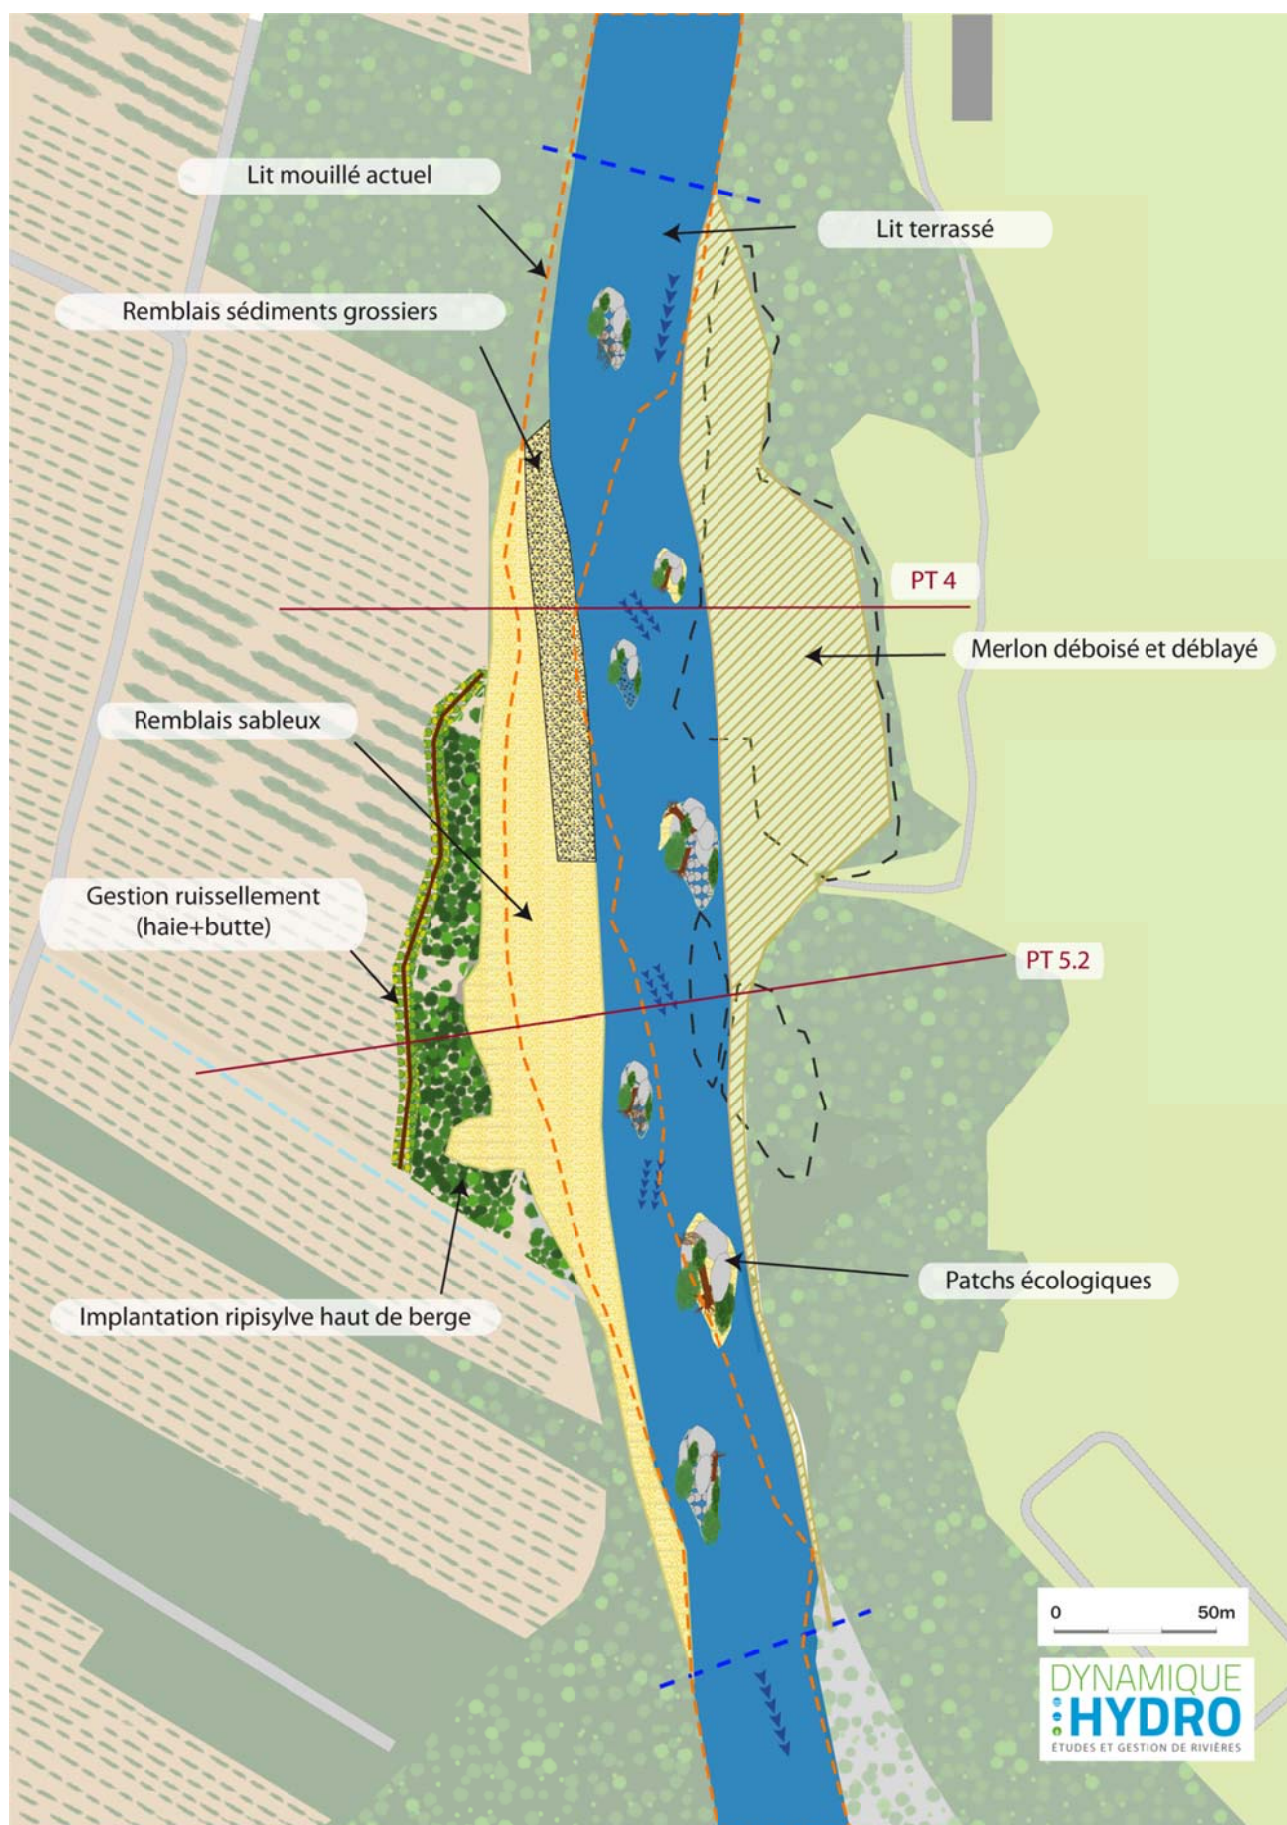 Lit mouillé actuel
Lit terrassé
Remblais sédiments grossiers
PT 4
Merlon déboisé et déblayé
Remblais sableux
Gestion ruissellement
(haie+butte)
PT 5.2
Patchs écologiques
Implantation ripisylve haut de berge
0 50m
DYNAMIQUE
HYDRO
ÉTUDES ET GESTION DE RIVIÈRES